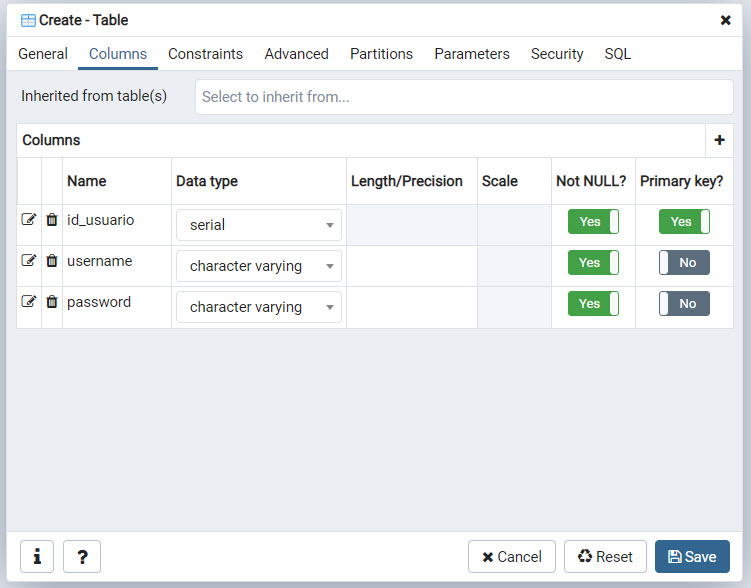 Create - Table
General Columns Constraints Advanced Partitions Parameters Security SQL
Inherited from table(s) Select to inherit from...
Columns
Name Data type Length/Precision Scale Not NULL? Primary key?
id_usuario serial Yes Yes
username character varying Yes No
password character varying Yes No
Cancel Reset Save